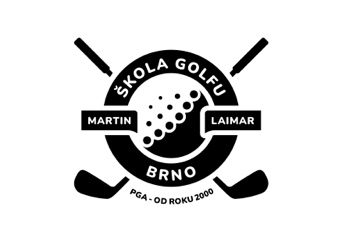 ŠKOLA GOLFU
MARTIN LAIMAR
BRNO
PGA - OD ROKU 2000